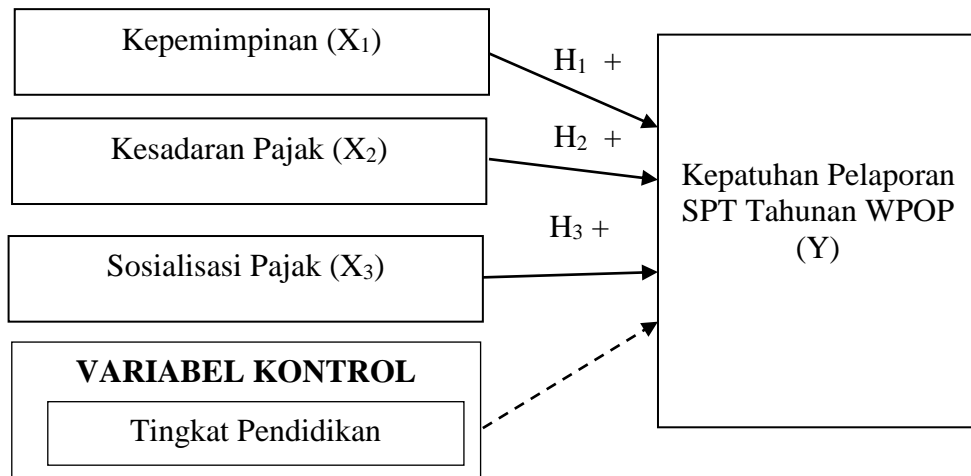 Kepemimpinan (X₁)
H₁ +
Kesadaran Pajak (X₂)
H₂ +
Kepatuhan Pelaporan
SPT Tahunan WPOP
(Y)
H₃ +
Sosialisasi Pajak (X₃)
VARIABEL KONTROL
Tingkat Pendidikan